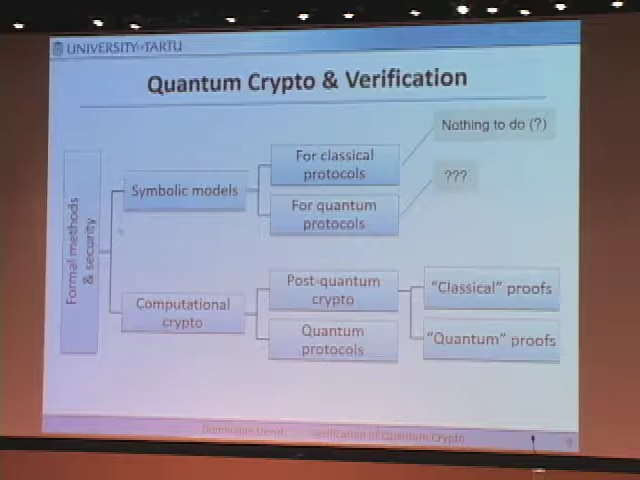 UNIVERSITY OF TARTU
Quantum Crypto & Verification
Nothing to do (?)
For classical
protocols
???
Symbolic models
For quantum
protocols
Formal methods
& security
Post-quantum
crypto
"Classical" proofs
Computational
crypto
Quantum
protocols
"Quantum" proofs
Verification of Quantum Crypto